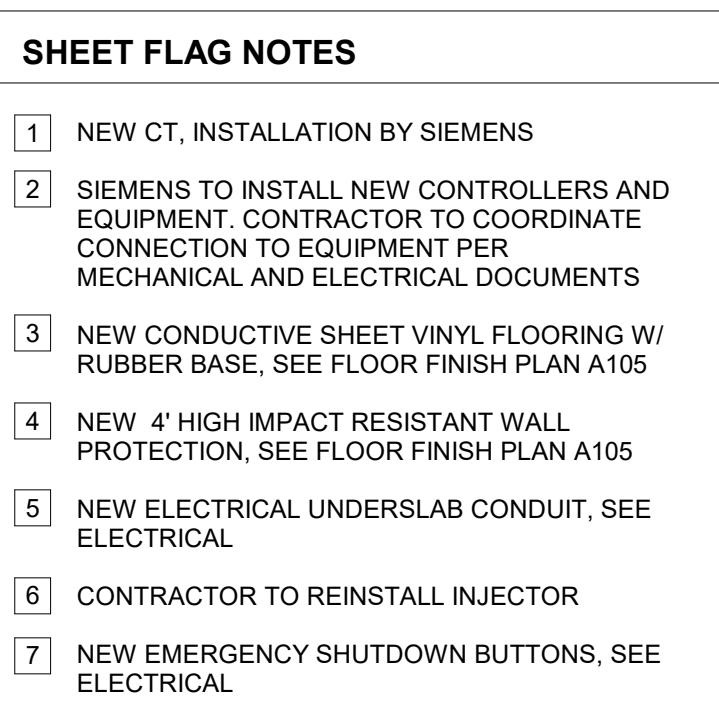 SHEET FLAG NOTES
1 NEW CT, INSTALLATION BY SIEMENS
2 SIEMENS TO INSTALL NEW CONTROLLERS AND
EQUIPMENT. CONTRACTOR TO COORDINATE
CONNECTION TO EQUIPMENT PER
MECHANICAL AND ELECTRICAL DOCUMENTS
3 NEW CONDUCTIVE SHEET VINYL FLOORING W/
RUBBER BASE, SEE FLOOR FINISH PLAN A105
4 NEW  4' HIGH IMPACT RESISTANT WALL
PROTECTION, SEE FLOOR FINISH PLAN A105
5 NEW ELECTRICAL UNDERSLAB CONDUIT, SEE
ELECTRICAL
6 CONTRACTOR TO REINSTALL INJECTOR
7 NEW EMERGENCY SHUTDOWN BUTTONS, SEE
ELECTRICAL